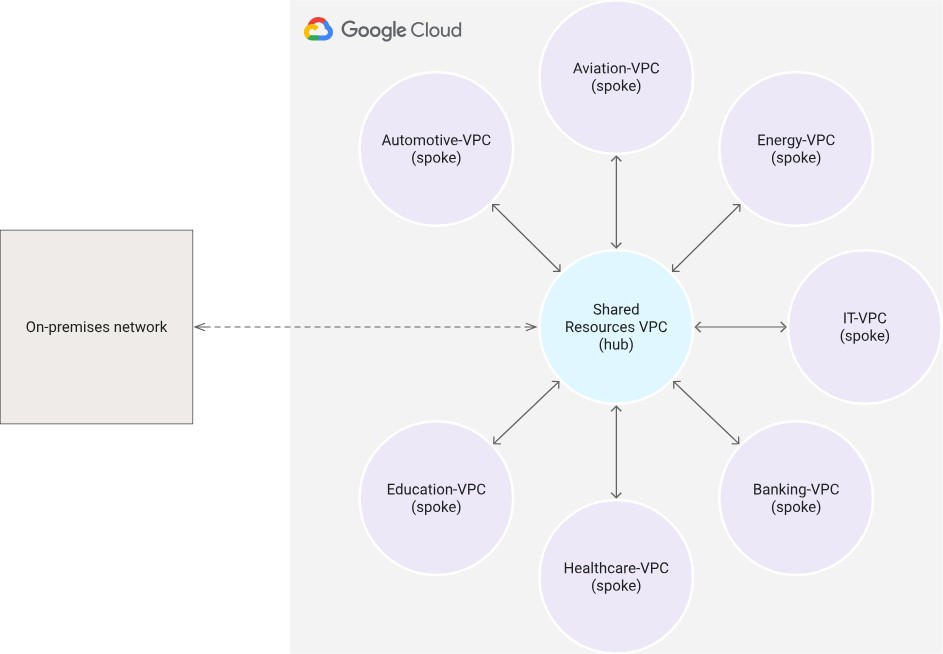 Google Cloud
Aviation-VPC
(spoke)
Automotive-VPC
(spoke)
Energy-VPC
(spoke)
On-premises network
Shared
Resources VPC
(hub)
IT-VPC
(spoke)
Education-VPC
(spoke)
Banking-VPC
(spoke)
Healthcare-VPC
(spoke)